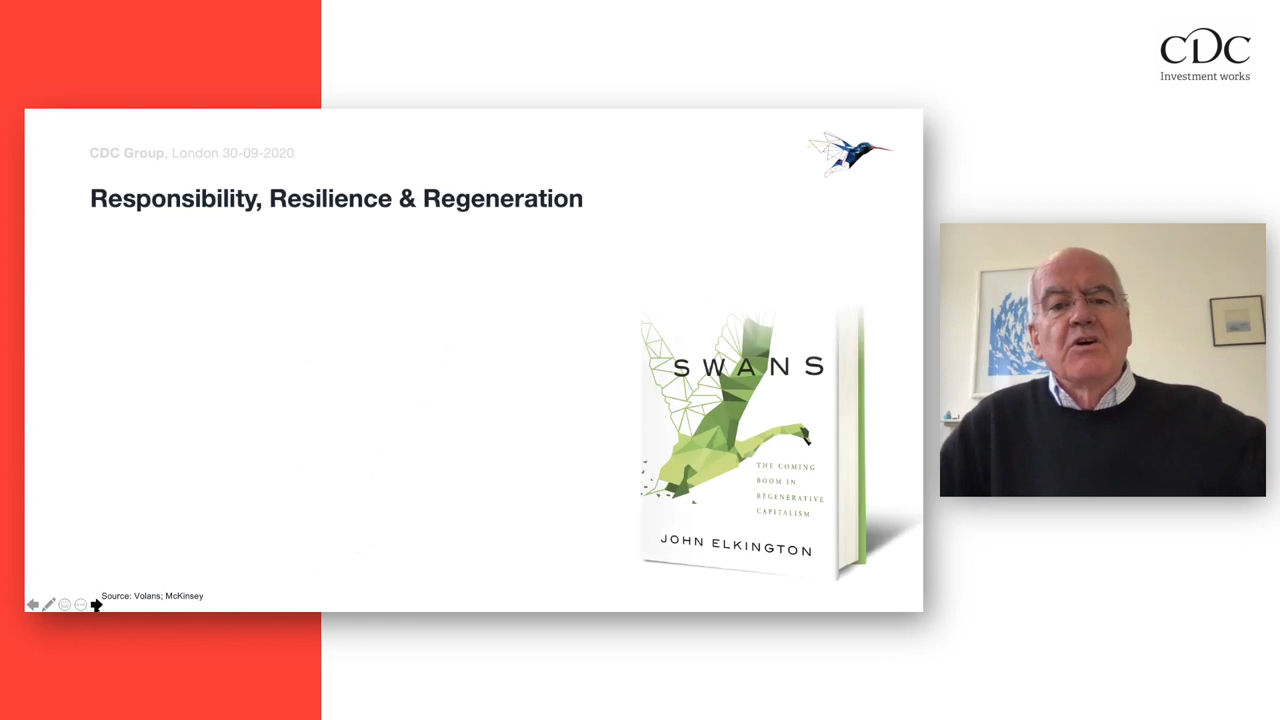 CDC
Investment works
CDC Group, London 30-09-2020
Responsibility, Resilience & Regeneration
SWANS
THE COMING
BOOM IN
REGENERATIVE
CAPITALISM
JOHN ELKINGTON
Source: Volans; McKinsey